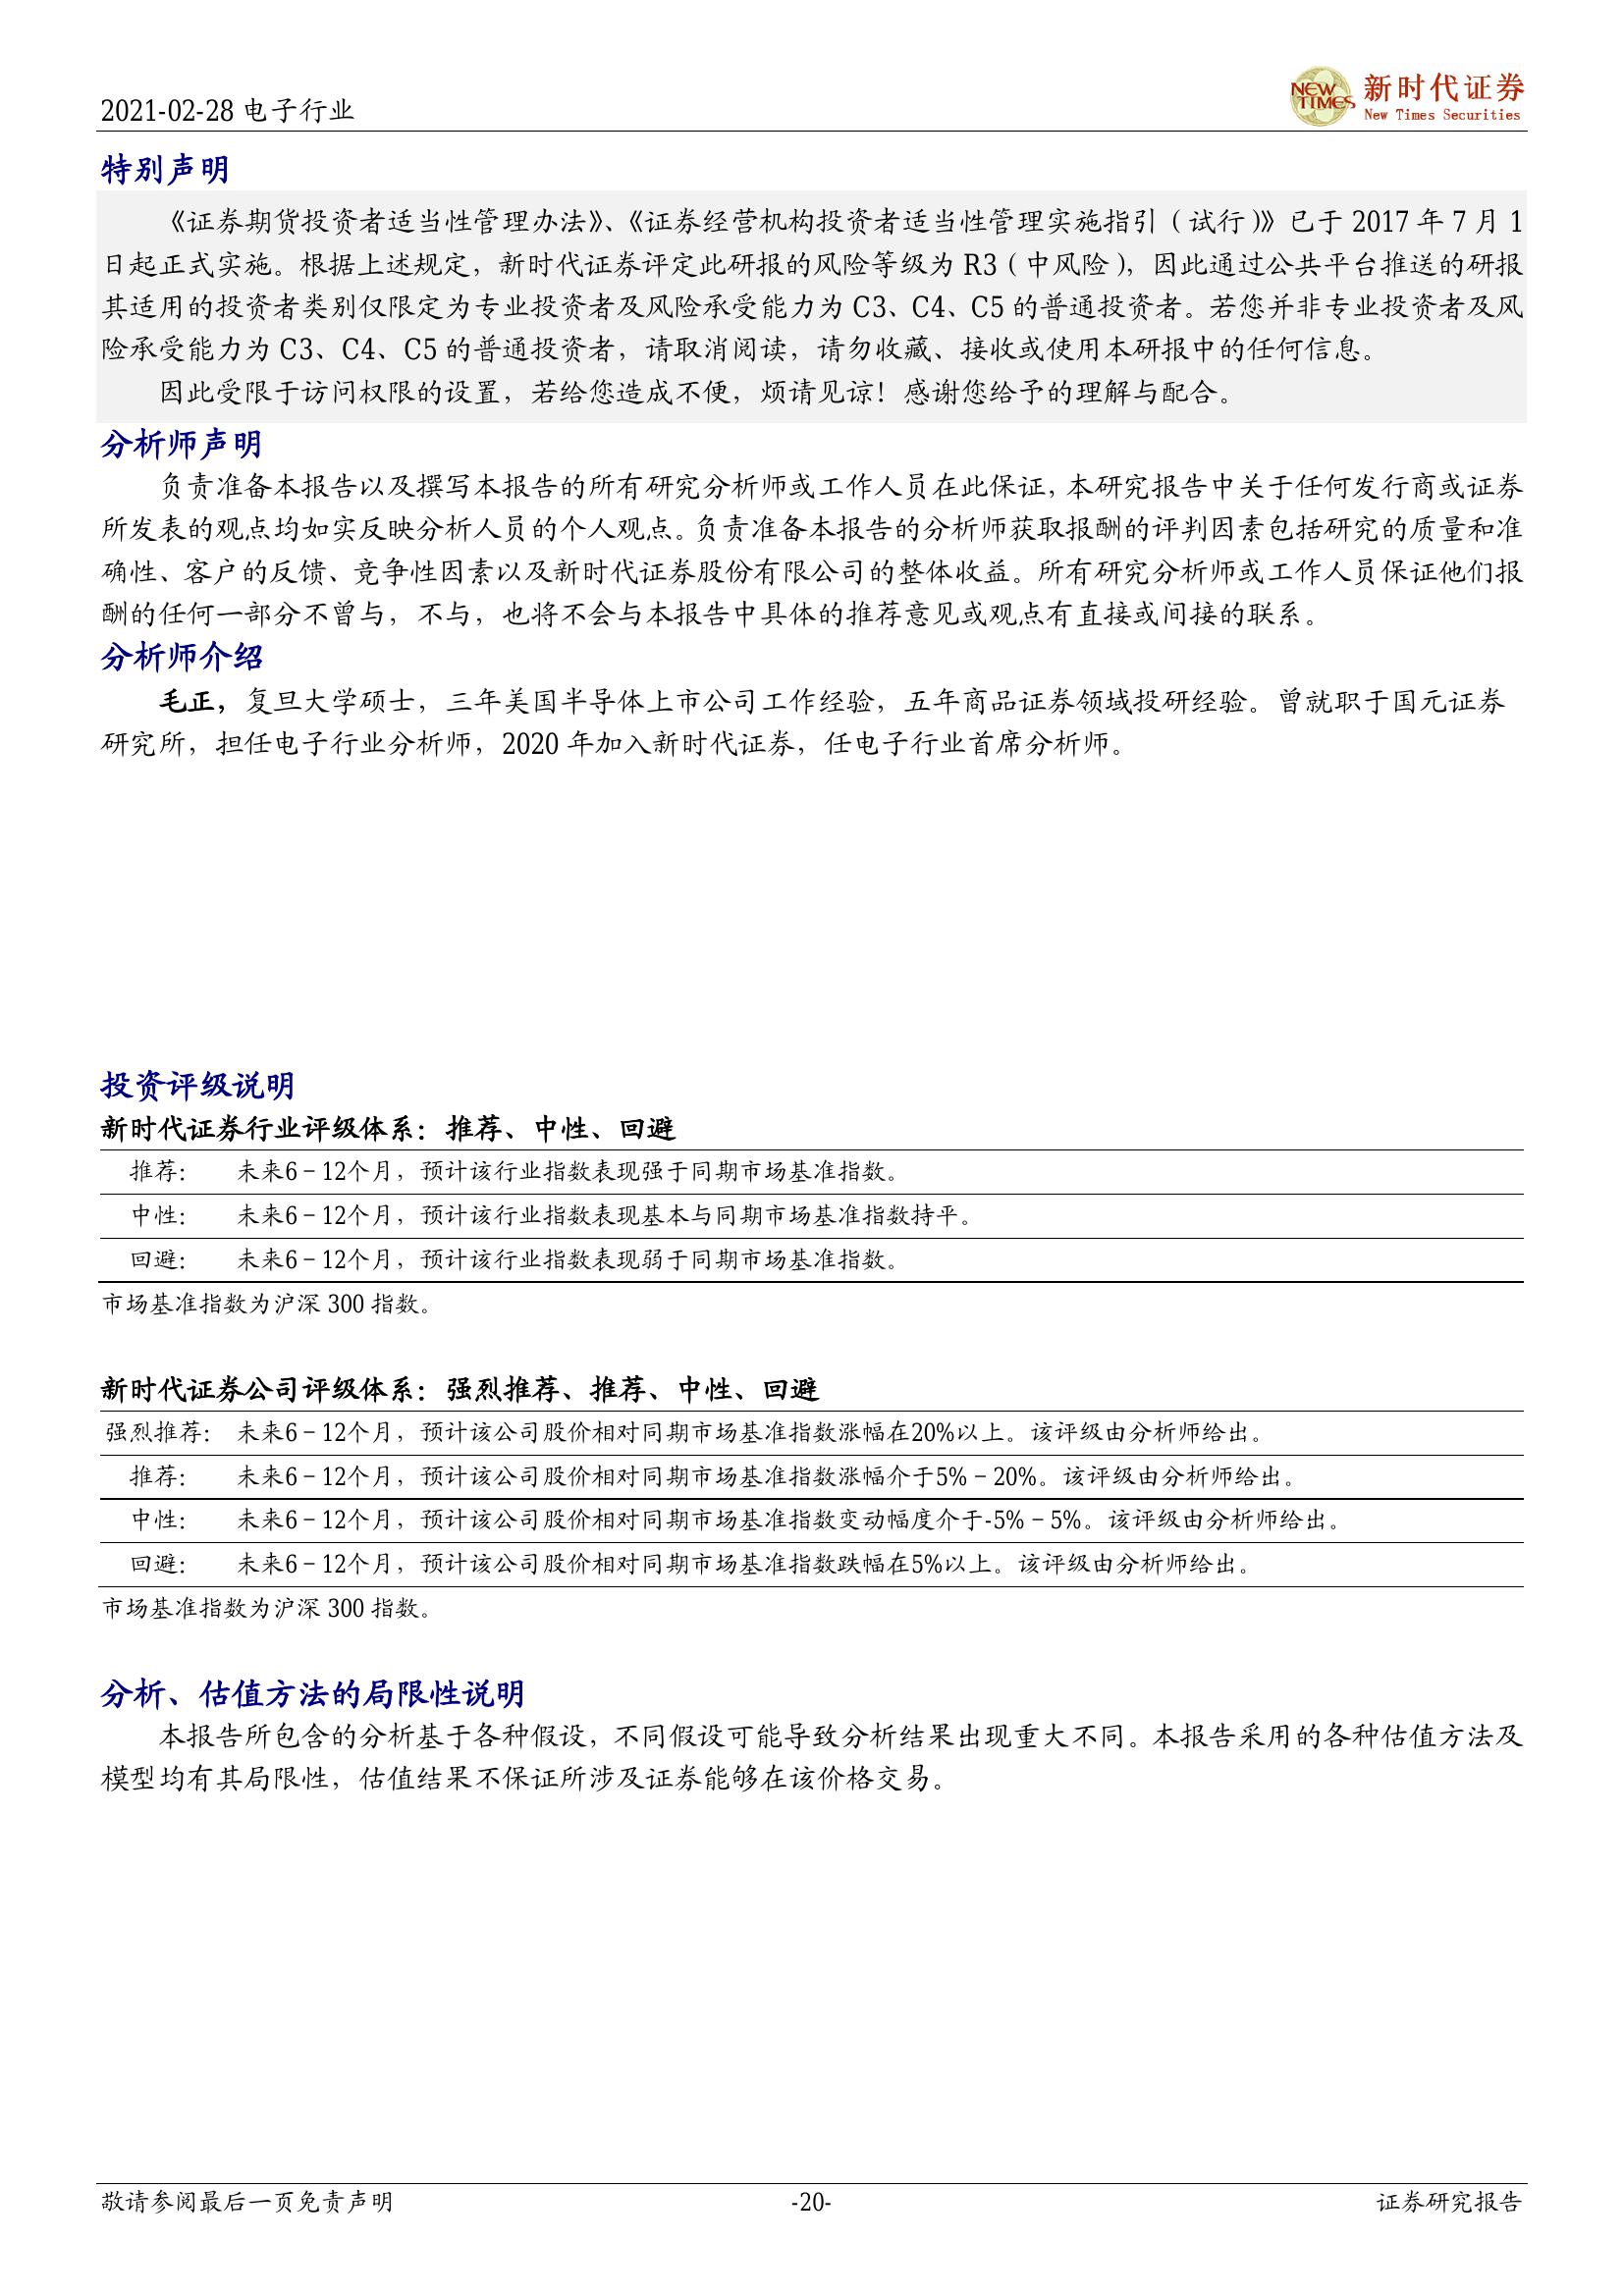 2021-02-28 电子行业
NEW TIMES
新时代证券
New Times Securities
特别声明
《证券期货投资者适当性管理办法》、《证券经营机构投资者适当性管理实施指引（试行）》已于 2017 年 7 月 1
日起正式实施。根据上述规定，新时代证券评定此研报的风险等级为 R3（中风险），因此通过公共平台推送的研报
其适用的投资者类别仅限定为专业投资者及风险承受能力为 C3、C4、C5 的普通投资者。若您并非专业投资者及风
险承受能力为 C3、C4、C5 的普通投资者，请取消阅读，请勿收藏、接收或使用本研报中的任何信息。
因此受限于访问权限的设置，若给您造成不便，烦请见谅！感谢您给予的理解与配合。
分析师声明
负责准备本报告以及撰写本报告的所有研究分析师或工作人员在此保证，本研究报告中关于任何发行商或证券
所发表的观点均如实反映分析人员的个人观点。负责准备本报告的分析师获取报酬的评判因素包括研究的质量和准
确性、客户的反馈、竞争性因素以及新时代证券股份有限公司的整体收益。所有研究分析师或工作人员保证他们报
酬的任何一部分不曾与，不与，也将不会与本报告中具体的推荐意见或观点有直接或间接的联系。
分析师介绍
毛正，复旦大学硕士，三年美国半导体上市公司工作经验，五年商品证券领域投研经验。曾就职于国元证券
研究所，担任电子行业分析师，2020 年加入新时代证券，任电子行业首席分析师。
投资评级说明
新时代证券行业评级体系：推荐、中性、回避
推荐： 未来6－12个月，预计该行业指数表现强于同期市场基准指数。
中性： 未来6－12个月，预计该行业指数表现基本与同期市场基准指数持平。
回避： 未来6－12个月，预计该行业指数表现弱于同期市场基准指数。
市场基准指数为沪深 300 指数。
新时代证券公司评级体系：强烈推荐、推荐、中性、回避
强烈推荐： 未来6－12个月，预计该公司股价相对同期市场基准指数涨幅在20%以上。该评级由分析师给出。
推荐： 未来6－12个月，预计该公司股价相对同期市场基准指数涨幅介于5%－20%。该评级由分析师给出。
中性： 未来6－12个月，预计该公司股价相对同期市场基准指数变动幅度介于-5%－5%。该评级由分析师给出。
回避： 未来6－12个月，预计该公司股价相对同期市场基准指数跌幅在5%以上。该评级由分析师给出。
市场基准指数为沪深 300 指数。
分析、估值方法的局限性说明
本报告所包含的分析基于各种假设，不同假设可能导致分析结果出现重大不同。本报告采用的各种估值方法及
模型均有其局限性，估值结果不保证所涉及证券能够在该价格交易。
敬请参阅最后一页免责声明
-20-
证券研究报告